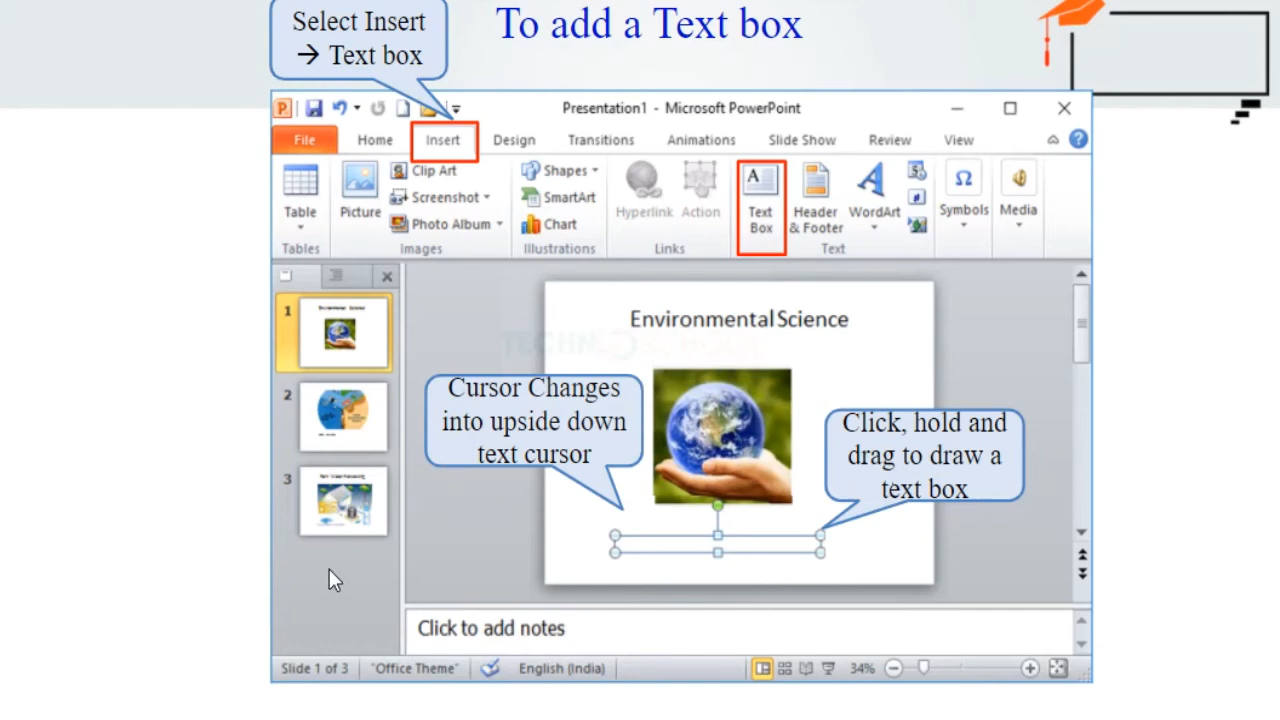 To add a Text box
Select Insert
→ Text box
Presentation1 - Microsoft PowerPoint
File Home Insert Design Transitions Animations Slide Show Review View
Table
Tables
Picture
Clip Art
Screenshot
Photo Album
Images
Shapes
SmartArt
Chart
Illustrations
Hyperlink
Action
Links
A
Text
Box
Header
& Footer
WordArt
Text
Symbols
Media
1
2
3
Environmental Science
Cursor Changes
into upside down
text cursor
Click, hold and
drag to draw a
text box
Click to add notes
Slide 1 of 3 "Office Theme" English (India) 34%